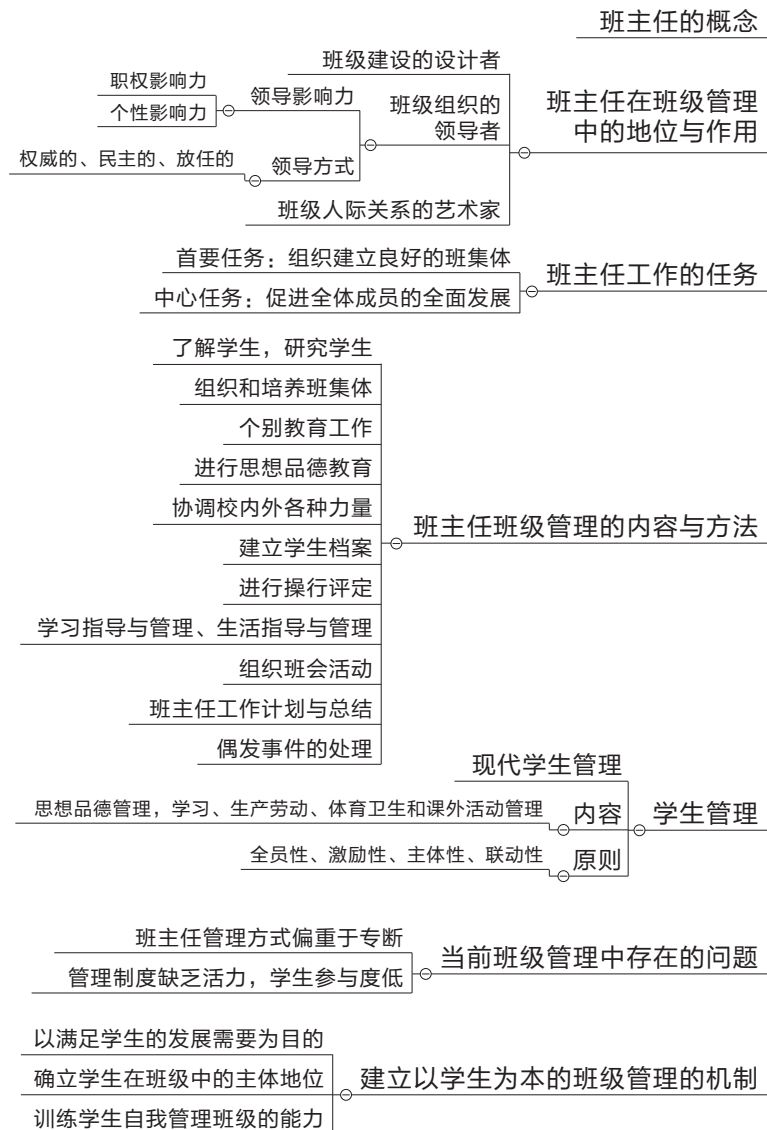 班主任的概念
班级建设的设计者
职权影响力
个性影响力
领导影响力
班级组织的
领导者
班主任在班级管理
中的地位与作用
权威的、民主的、放任的
领导方式
班级人际关系的艺术家
首要任务：组织建立良好的班集体
中心任务：促进全体成员的全面发展
班主任工作的任务
了解学生，研究学生
组织和培养班集体
个别教育工作
进行思想品德教育
协调校内外各种力量
班主任班级管理的内容与方法
建立学生档案
进行操行评定
学习指导与管理、生活指导与管理
组织班会活动
班主任工作计划与总结
偶发事件的处理
现代学生管理
思想品德管理，学习、生产劳动、体育卫生和课外活动管理
内容
学生管理
全员性、激励性、主体性、联动性
原则
班主任管理方式偏重于专断
管理制度缺乏活力，学生参与度低
当前班级管理中存在的问题
以满足学生的发展需要为目的
确立学生在班级中的主体地位
训练学生自我管理班级的能力
建立以学生为本的班级管理的机制